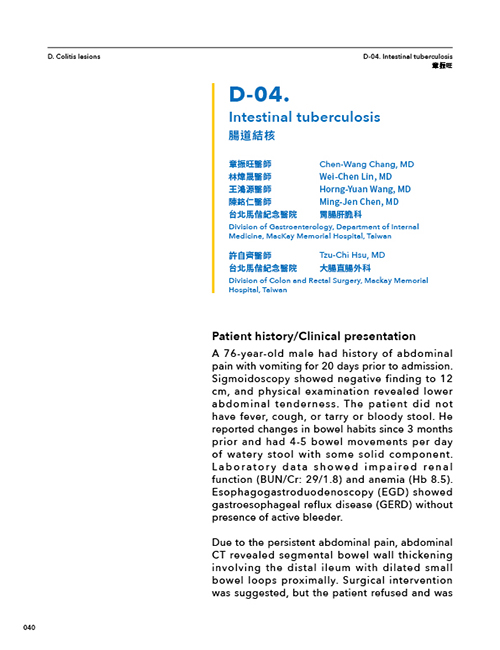 D. Colitis lesions
D-04. Intestinal tuberculosis
章振旺
D-04.
Intestinal tuberculosis
腸道結核
章振旺醫師 Chen-Wang Chang, MD
林煒晟醫師 Wei-Chen Lin, MD
王鴻源醫師 Horng-Yuan Wang, MD
陳銘仁醫師 Ming-Jen Chen, MD
台北馬偕紀念醫院 胃腸肝膽科
Division of Gastroenterology, Department of Internal
Medicine, MacKay Memorial Hospital, Taiwan
許自齊醫師 Tzu-Chi Hsu, MD
台北馬偕紀念醫院 大腸直腸外科
Division of Colon and Rectal Surgery, Mackay Memorial
Hospital, Taiwan
Patient history/Clinical presentation
A 76-year-old male had history of abdominal
pain with vomiting for 20 days prior to admission.
Sigmoidoscopy showed negative finding to 12
cm, and physical examination revealed lower
abdominal tenderness. The patient did not
have fever, cough, or tarry or bloody stool. He
reported changes in bowel habits since 3 months
prior and had 4-5 bowel movements per day
of watery stool with some solid component.
Laboratory data showed impaired renal
function (BUN/Cr: 29/1.8) and anemia (Hb 8.5).
Esophagogastroduodenoscopy (EGD) showed
gastroesophageal reflux disease (GERD) without
presence of active bleeder.
Due to the persistent abdominal pain, abdominal
CT revealed segmental bowel wall thickening
involving the distal ileum with dilated small
bowel loops proximally. Surgical intervention
was suggested, but the patient refused and was
040